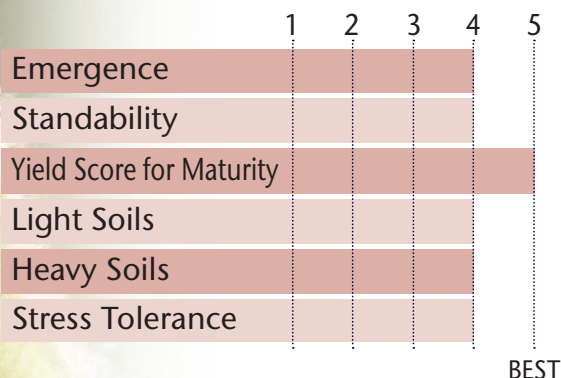 1 2 3 4 5
Emergence
Standability
Yield Score for Maturity
Light Soils
Heavy Soils
Stress Tolerance
BEST